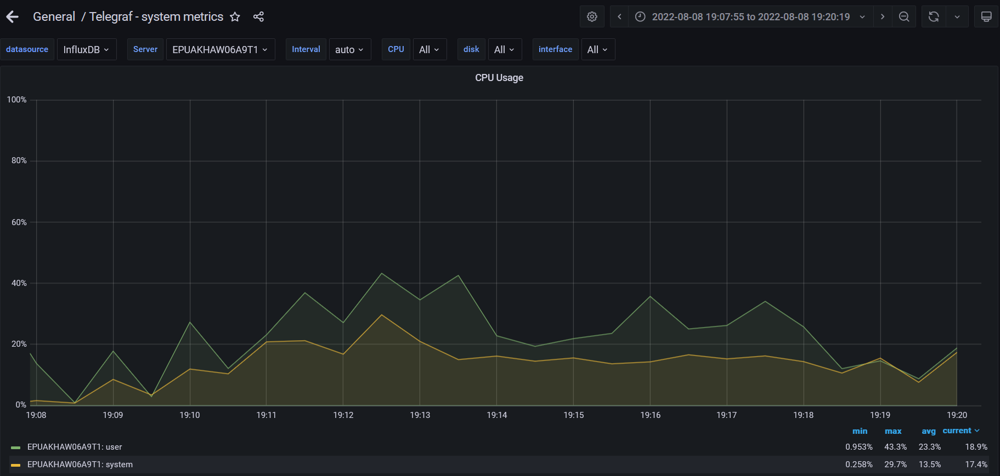 General / Telegraf - system metrics
2022-08-08 19:07:55 to 2022-08-08 19:20:19
datasource InfluxDB Server EPUAKHAW06A9T1 Interval auto CPU All disk All interface All
CPU Usage
100%
80%
60%
40%
20%
0%
19:08 19:09 19:10 19:11 19:12 19:13 19:14 19:15 19:16 19:17 19:18 19:19 19:20
min max avg current
EPUAKHAW06A9T1: user 0.953% 43.3% 23.3% 18.9%
EPUAKHAW06A9T1: system 0.258% 29.7% 13.5% 17.4%